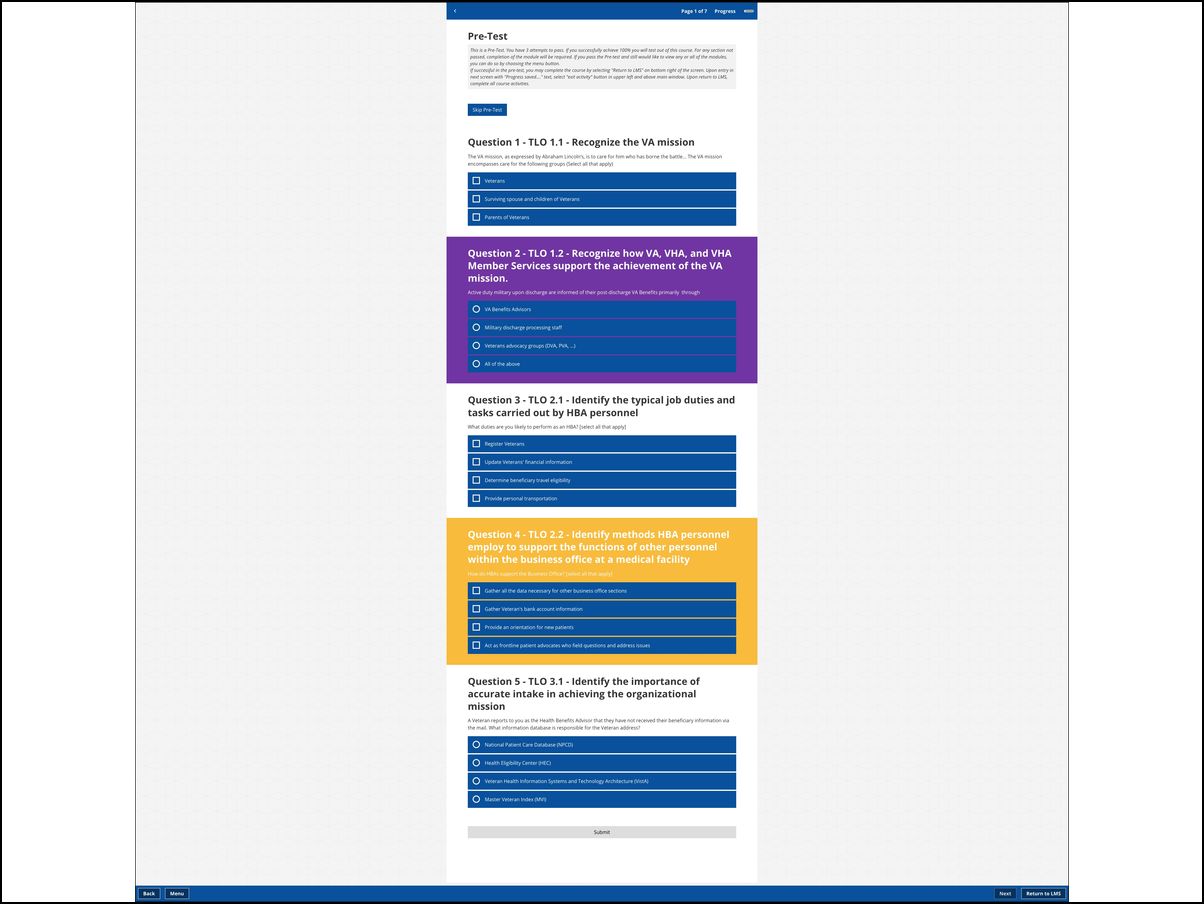 Page 1 of 7 Progress
Pre-Test
This is a Pre-Test. You have 3 attempts to pass. If you successfully achieve 100% you will test out of this course. For any section not
passed, completion of the module will be required. If you pass the Pre-test and still would like to view any or all of the modules,
you can do so by choosing the menu button.
If successful in the pre-test, you may complete the course by selecting "Return to LMS" on bottom right of the screen. Upon entry in
next screen with "Progress saved...." text, select "exit activity" button in upper left and above main window. Upon return to LMS,
complete all course activities.
Skip Pre-Test
Question 1 - TLO 1.1 - Recognize the VA mission
The VA mission, as expressed by Abraham Lincoln's, is to care for him who has borne the battle... The VA mission
encompasses care for the following groups (Select all that apply)
Veterans
Surviving spouse and children of Veterans
Parents of Veterans
Question 2 - TLO 1.2 - Recognize how VA, VHA, and VHA
Member Services support the achievement of the VA
mission.
Active duty military upon discharge are informed of their post-discharge VA Benefits primarily through
VA Benefits Advisors
Military discharge processing staff
Veterans advocacy groups (DVA, PVA, ...)
All of the above
Question 3 - TLO 2.1 - Identify the typical job duties and
tasks carried out by HBA personnel
What duties are you likely to perform as an HBA? [select all that apply]
Register Veterans
Update Veterans' financial information
Determine beneficiary travel eligibility
Provide personal transportation
Question 4 - TLO 2.2 - Identify methods HBA personnel
employ to support the functions of other personnel
within the business office at a medical facility
How do HBAs support the Business Office? [select all that apply]
Gather all the data necessary for other business office sections
Gather Veteran's bank account information
Provide an orientation for new patients
Act as frontline patient advocates who field questions and address issues
Question 5 - TLO 3.1 - Identify the importance of
accurate intake in achieving the organizational
mission
A Veteran reports to you as the Health Benefits Advisor that they have not received their beneficiary information via
the mail. What information database is responsible for the Veteran address?
National Patient Care Database (NPCD)
Health Eligibility Center (HEC)
Veteran Health Information Systems and Technology Architecture (VistA)
Master Veteran Index (MVI)
Submit
Back Menu Next Return to LMS